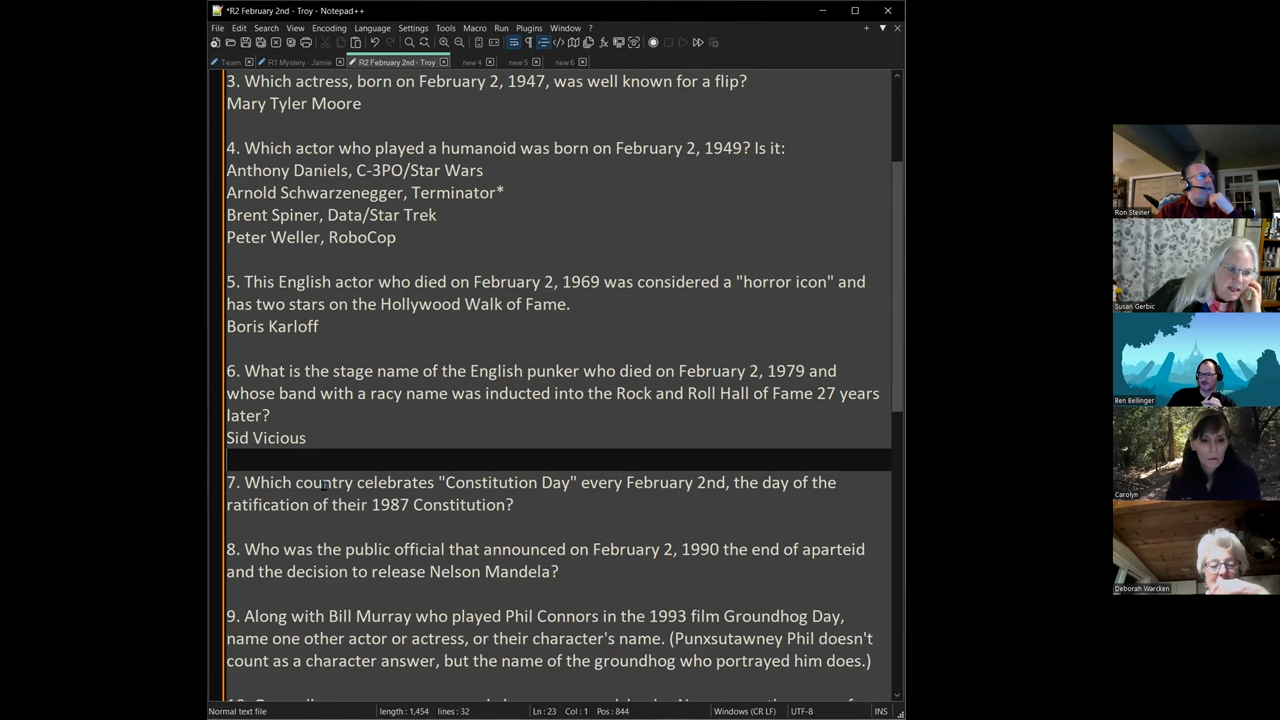 *R2 February 2nd - Troy - Notepad++
File Edit Search View Encoding Language Settings Tools Macro Run Plugins Window ?
Team R1 Mystery - Jamie R2 February 2nd - Troy new 4 new 5 new 6
3. Which actress, born on February 2, 1947, was well known for a flip?
Mary Tyler Moore
4. Which actor who played a humanoid was born on February 2, 1949? Is it:
Anthony Daniels, C-3PO/Star Wars
Arnold Schwarzenegger, Terminator*
Brent Spiner, Data/Star Trek
Peter Weller, RoboCop
5. This English actor who died on February 2, 1969 was considered a "horror icon" and
has two stars on the Hollywood Walk of Fame.
Boris Karloff
6. What is the stage name of the English punker who died on February 2, 1979 and
whose band with a racy name was inducted into the Rock and Roll Hall of Fame 27 years
later?
Sid Vicious
7. Which country celebrates "Constitution Day" every February 2nd, the day of the
ratification of their 1987 Constitution?
8. Who was the public official that announced on February 2, 1990 the end of aparteid
and the decision to release Nelson Mandela?
9. Along with Bill Murray who played Phil Connors in the 1993 film Groundhog Day,
name one other actor or actress, or their character's name. (Punxsutawney Phil doesn't
count as a character answer, but the name of the groundhog who portrayed him does.)
Normal text file length : 1,454 lines : 32 Ln : 23 Col : 1 Pos : 844 Windows (CR LF) UTF-8 INS
Ron Steiner
Susan Gerbic
Ben Bellinger
Carolyn
Deborah Warcken